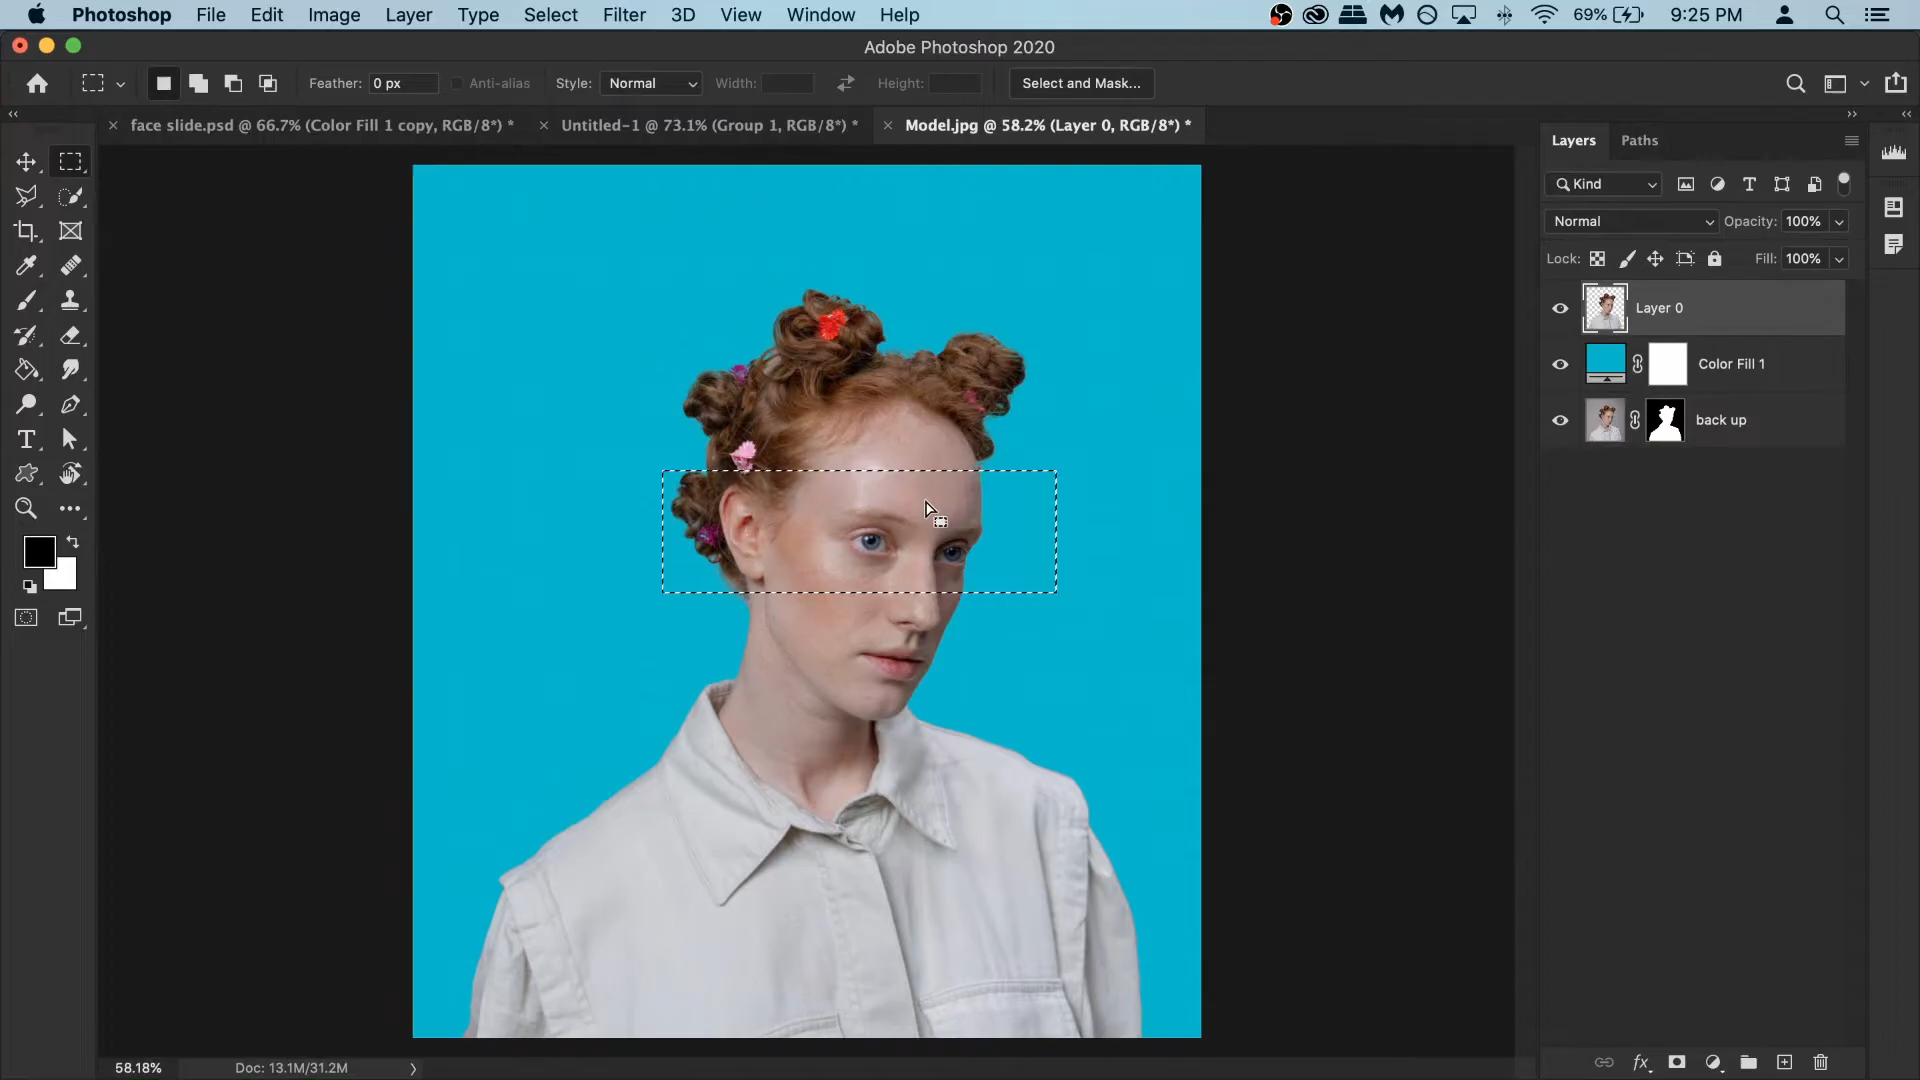 Photoshop File Edit Image Layer Type Select Filter 3D View Window Help 69% 9:25 PM
Adobe Photoshop 2020
Feather: 0 px Anti-alias Style: Normal Width: Height: Select and Mask...
face slide.psd @ 66.7% (Color Fill 1 copy, RGB/8*) * Untitled-1 @ 73.1% (Group 1, RGB/8*) * Model.jpg @ 58.2% (Layer 0, RGB/8*) *
Layers Paths
Kind
Normal Opacity: 100%
Lock: Fill: 100%
Layer 0
Color Fill 1
back up
58.18% Doc: 13.1M/31.2M